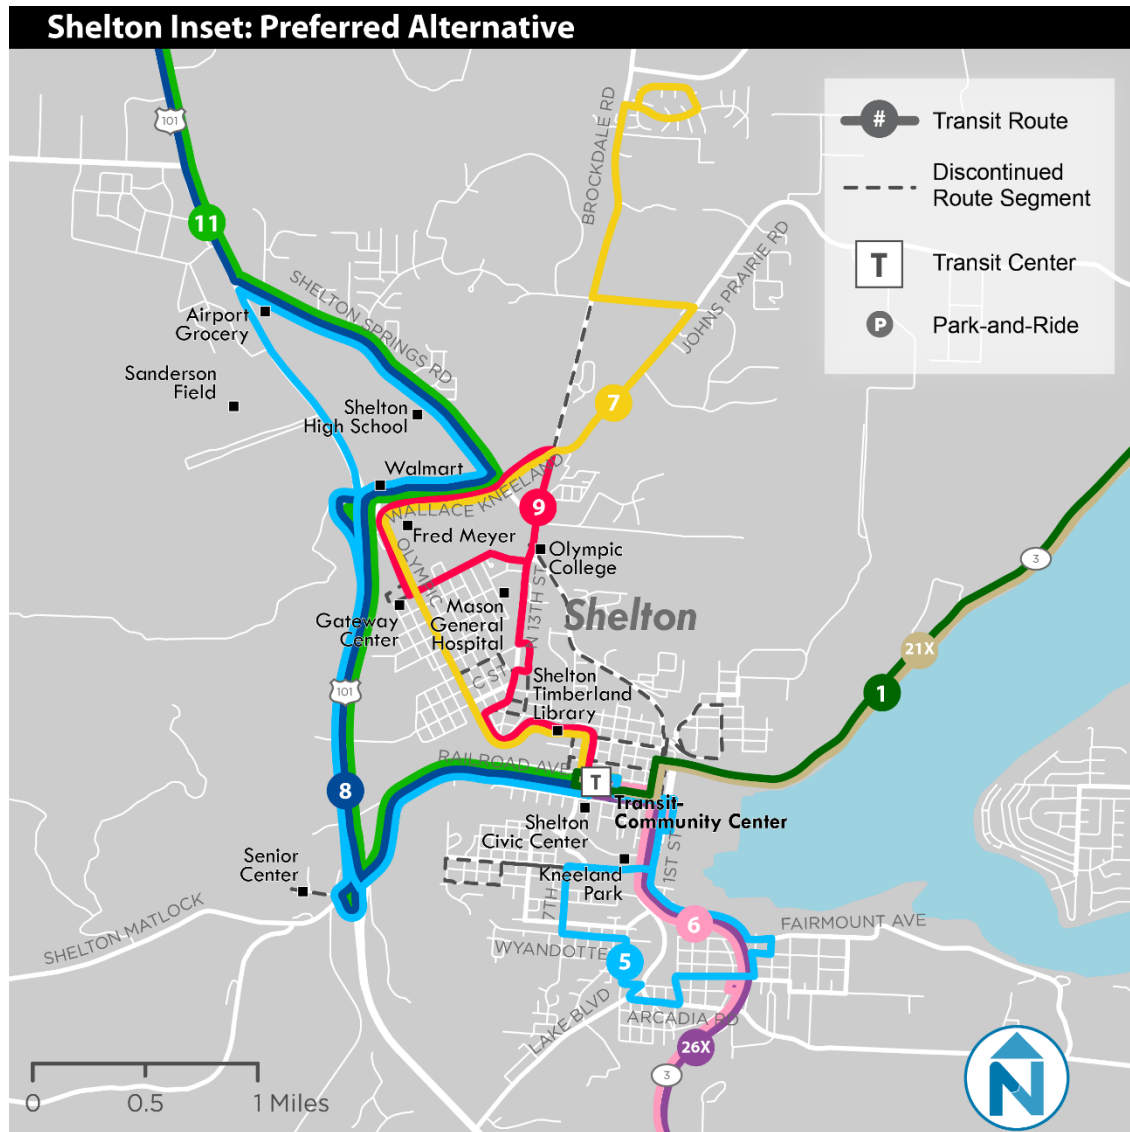 Shelton Inset: Preferred Alternative
#
Transit Route
Discontinued
Route Segment
T
Transit Center
P
Park-and-Ride
101
11
BROCKDALE RD
JOHNS PRAIRIE RD
SHELTON SPRINGS RD
Airport
Grocery
Sanderson
Field
Shelton
High School
7
Walmart
WALLACE KNEELAND
9
Fred Meyer
OLYMPIC
Olympic
College
3
Gateway
Center
Mason
General
Hospital
N 13TH ST
Shelton
21X
1
C ST
Shelton
Timberland
Library
101
RAILROAD AVE
T
8
Transit-
Community Center
Shelton
Civic Center
1ST ST
Senior
Center
Kneeland
Park
7TH
SHELTON MATLOCK
6
FAIRMOUNT AVE
WYANDOTTE
5
LAKE BLVD
ARCADIA RD
26X
3
0
0.5
1 Miles
N